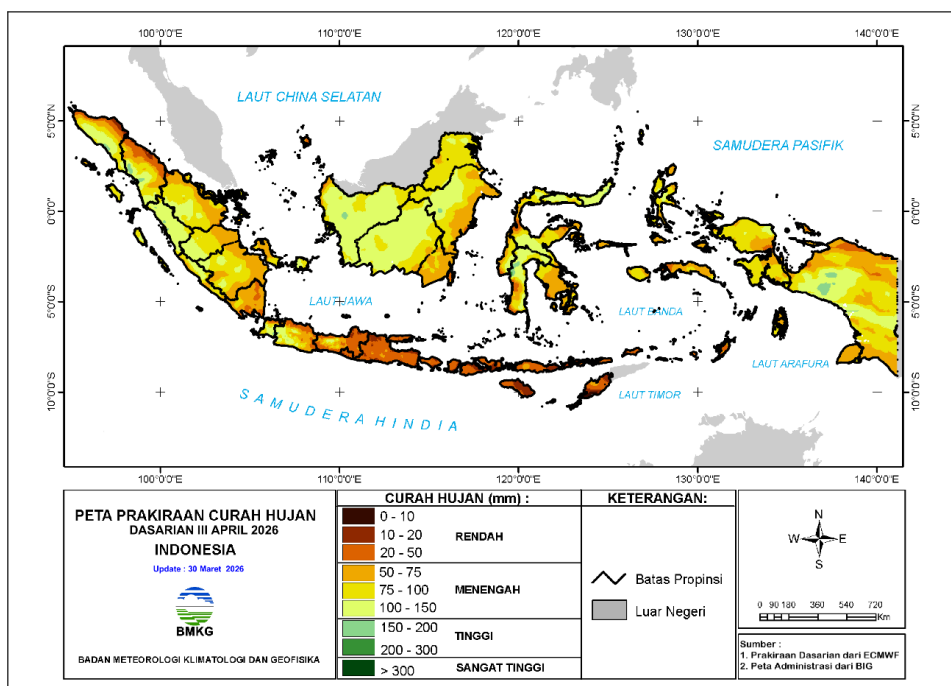 100°0'0"E 110°0'0"E 120°0'0"E 130°0'0"E 140°0'0"E
5°0'0"N
0°0'0"
5°0'0"S
10°0'0"S
LAUT CHINA SELATAN
SAMUDERA PASIFIK
5°0'0"N
0°0'0"
5°0'0"S
10°0'0"S
LAUT JAWA
LAUT BANDA
LAUT ARAFURA
LAUT TIMOR
SAMUDERA HINDIA
100°0'0"E 110°0'0"E 120°0'0"E 130°0'0"E 140°0'0"E
PETA PRAKIRAAN CURAH HUJAN
DASARIAN III APRIL 2026
INDONESIA
Update : 30 Maret 2026
BMKG
BADAN METEOROLOGI KLIMATOLOGI DAN GEOFISIKA
CURAH HUJAN (mm) :
0 - 10
10 - 20 RENDAH
20 - 50
50 - 75
75 - 100 MENENGAH
100 - 150
150 - 200 TINGGI
200 - 300
> 300 SANGAT TINGGI
KETERANGAN:
Batas Propinsi
Luar Negeri
N
W E
S
0 90 180 360 540 720
Km
Sumber :
1. Prakiraan Dasarian dari ECMWF
2. Peta Administrasi dari BIG